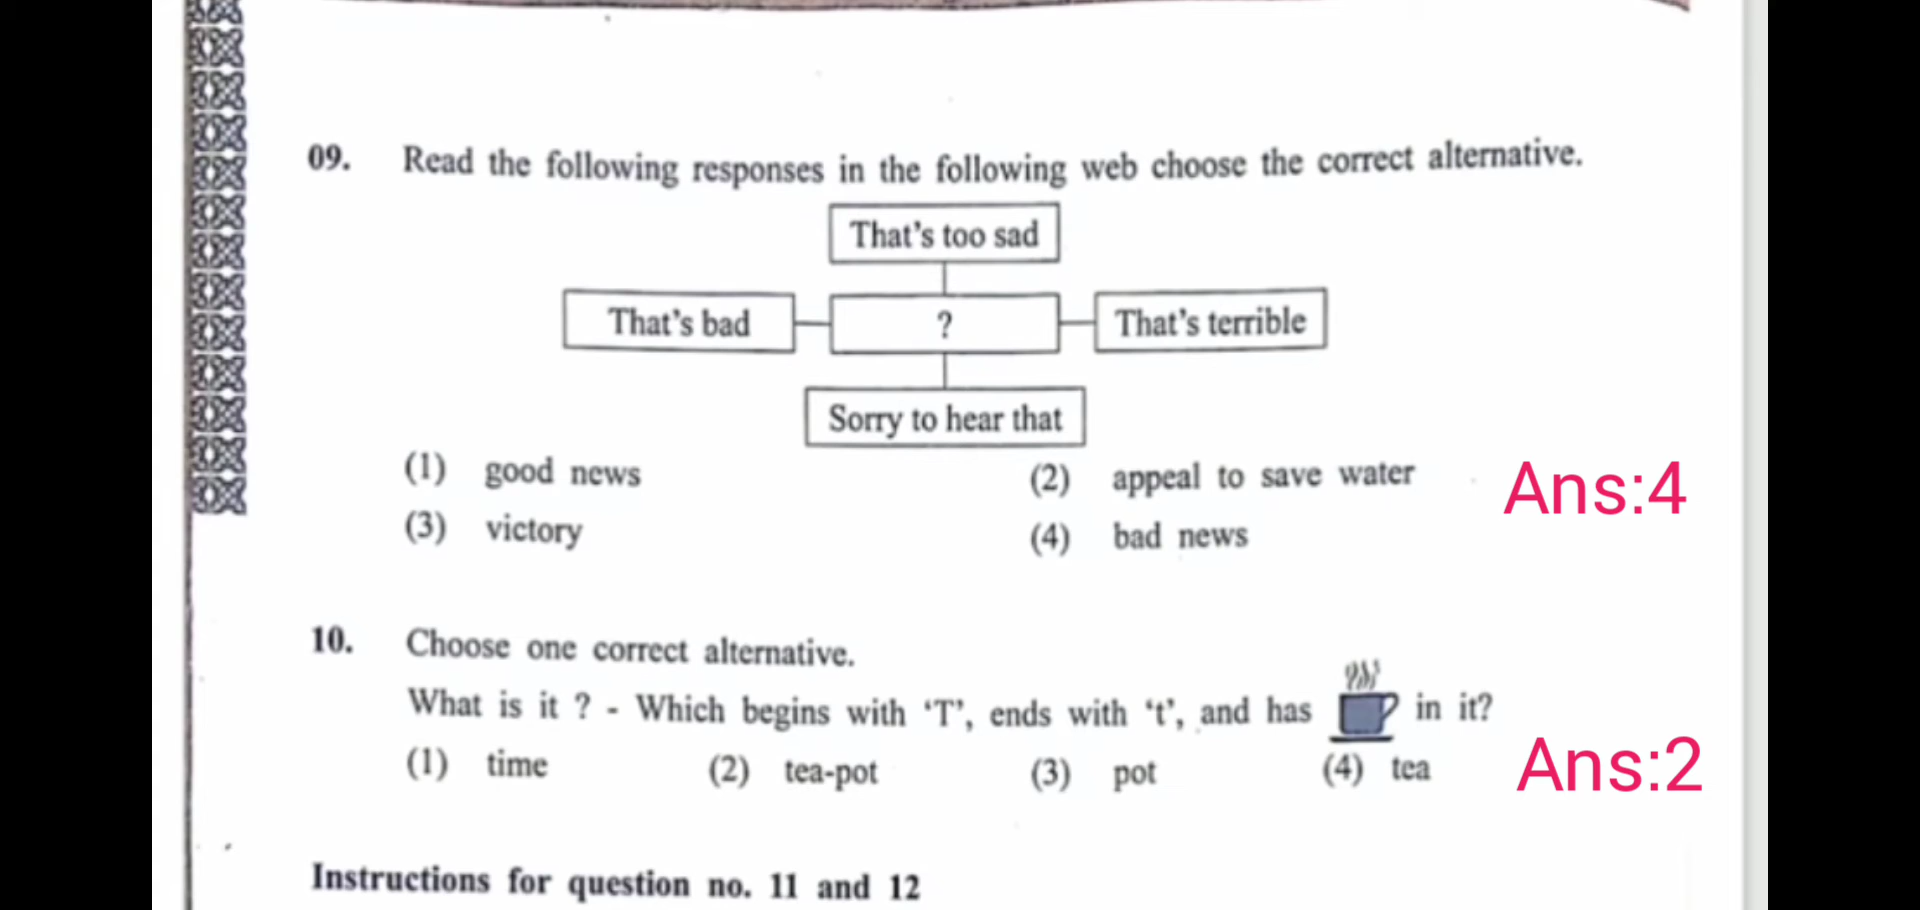 09. Read the following responses in the following web choose the correct alternative.
That's too sad
That's bad
?
That's terrible
Sorry to hear that
(1) good news
(2) appeal to save water
(3) victory
(4) bad news
Ans:4
10. Choose one correct alternative.
What is it ? - Which begins with ‘T’, ends with ‘t’, and has in it?
(1) time (2) tea-pot (3) pot (4) tea
Ans:2
Instructions for question no. 11 and 12